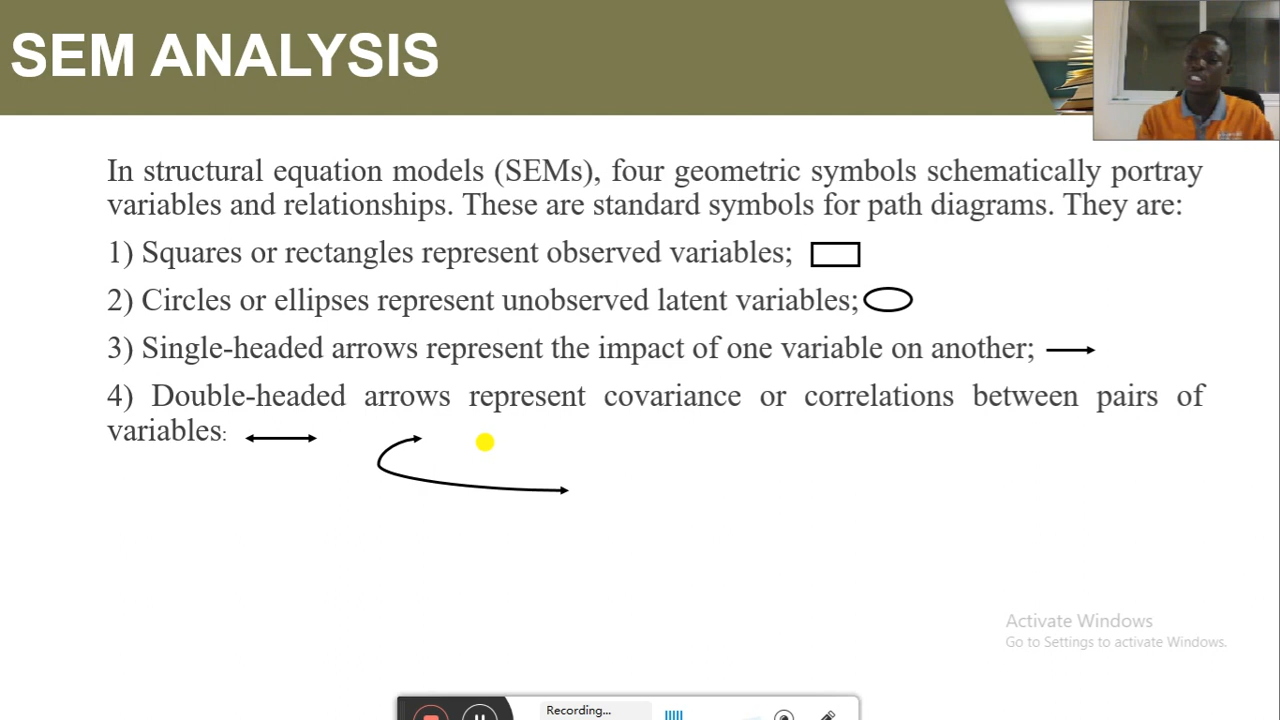 SEM ANALYSIS
In structural equation models (SEMs), four geometric symbols schematically portray
variables and relationships. These are standard symbols for path diagrams. They are:
1) Squares or rectangles represent observed variables;
2) Circles or ellipses represent unobserved latent variables;
3) Single-headed arrows represent the impact of one variable on another;
4) Double-headed arrows represent covariance or correlations between pairs of
variables:
Activate Windows
Go to Settings to activate Windows.
Recording...